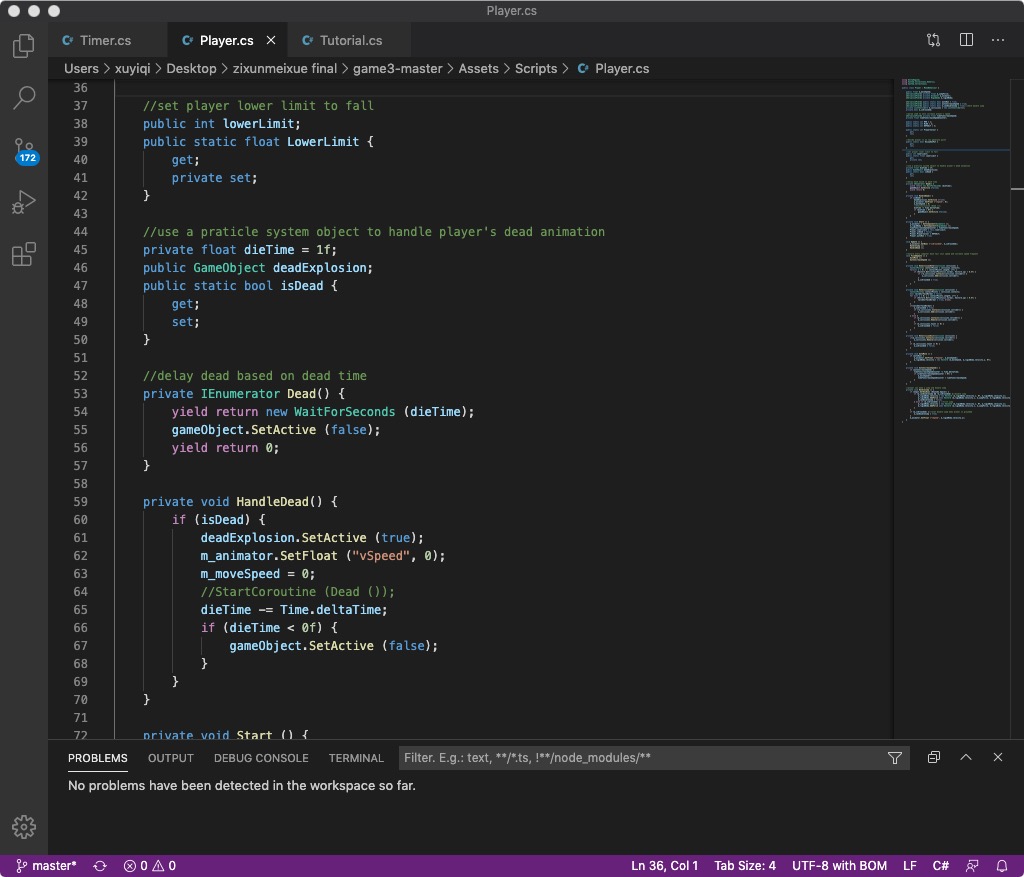 Player.cs
Timer.cs
Player.cs
Tutorial.cs
Users > xuyiqi > Desktop > zixunmeixue final > game3-master > Assets > Scripts > Player.cs
36
37 //set player lower limit to fall
38 public int lowerLimit;
39 public static float LowerLimit {
40 get;
41 private set;
42 }
43
44 //use a praticle system object to handle player's dead animation
45 private float dieTime = 1f;
46 public GameObject deadExplosion;
47 public static bool isDead {
48 get;
49 set;
50 }
51
52 //delay dead based on dead time
53 private IEnumerator Dead() {
54 yield return new WaitForSeconds (dieTime);
55 gameObject.SetActive (false);
56 yield return 0;
57 }
58
59 private void HandleDead() {
60 if (isDead) {
61 deadExplosion.SetActive (true);
62 m_animator.SetFloat ("vSpeed", 0);
63 m_moveSpeed = 0;
64 //StartCoroutine (Dead ());
65 dieTime -= Time.deltaTime;
66 if (dieTime < 0f) {
67 gameObject.SetActive (false);
68 }
69 }
70 }
71
72 private void Start () {
172
PROBLEMS OUTPUT DEBUG CONSOLE TERMINAL Filter. E.g.: text, **/*.ts, !**/node_modules/**
No problems have been detected in the workspace so far.
master* 0 0 Ln 36, Col 1 Tab Size: 4 UTF-8 with BOM LF C#